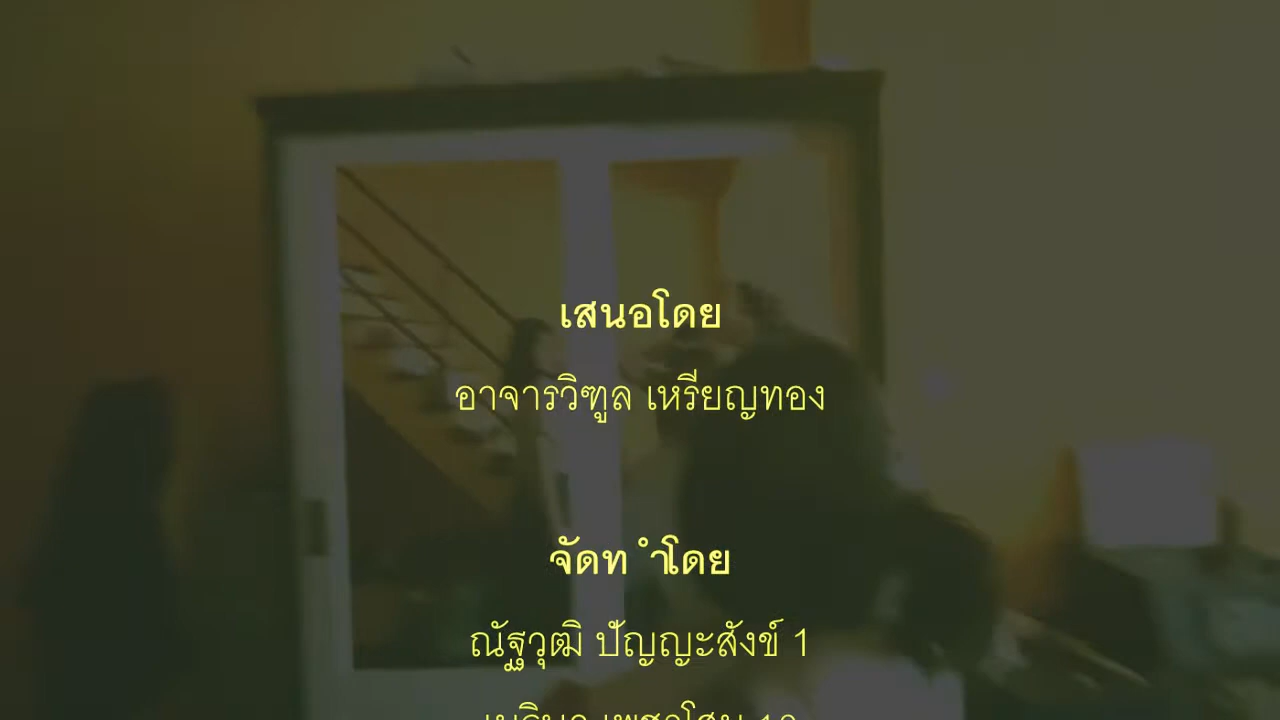 เสนอโดย
อาจารวิฑูล เหรียญทอง
จัดทำโดย
ณัฐวุฒิ ปัญญะสังข์ 1